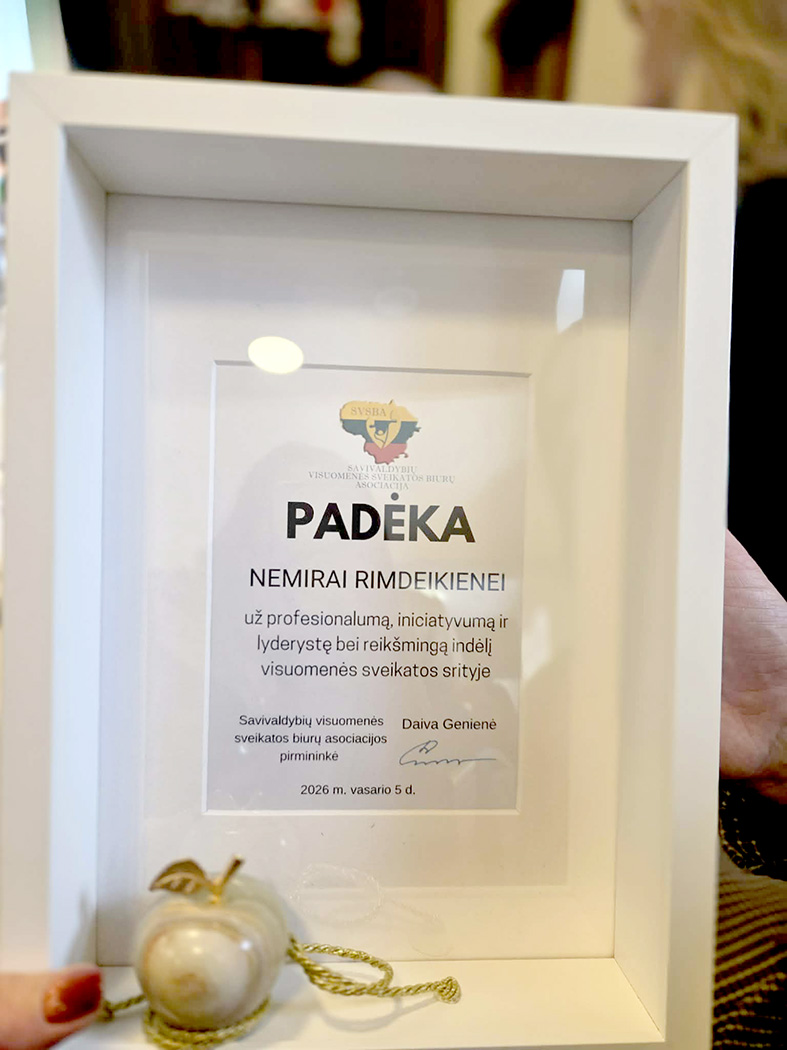 SVSBA
SAVIVALDYBIŲ
VISUOMENĖS SVEIKATOS BIURŲ
ASOCIACIJA
PADĖKA
NEMIRAI RIMDEIKIENEI
už profesionalumą, iniciatyvumą ir
lyderystę bei reikšmingą indėlį
visuomenės sveikatos srityje
Savivaldybių visuomenės
sveikatos biurų asociacijos
pirmininkė
Daiva Genienė
2026 m. vasario 5 d.